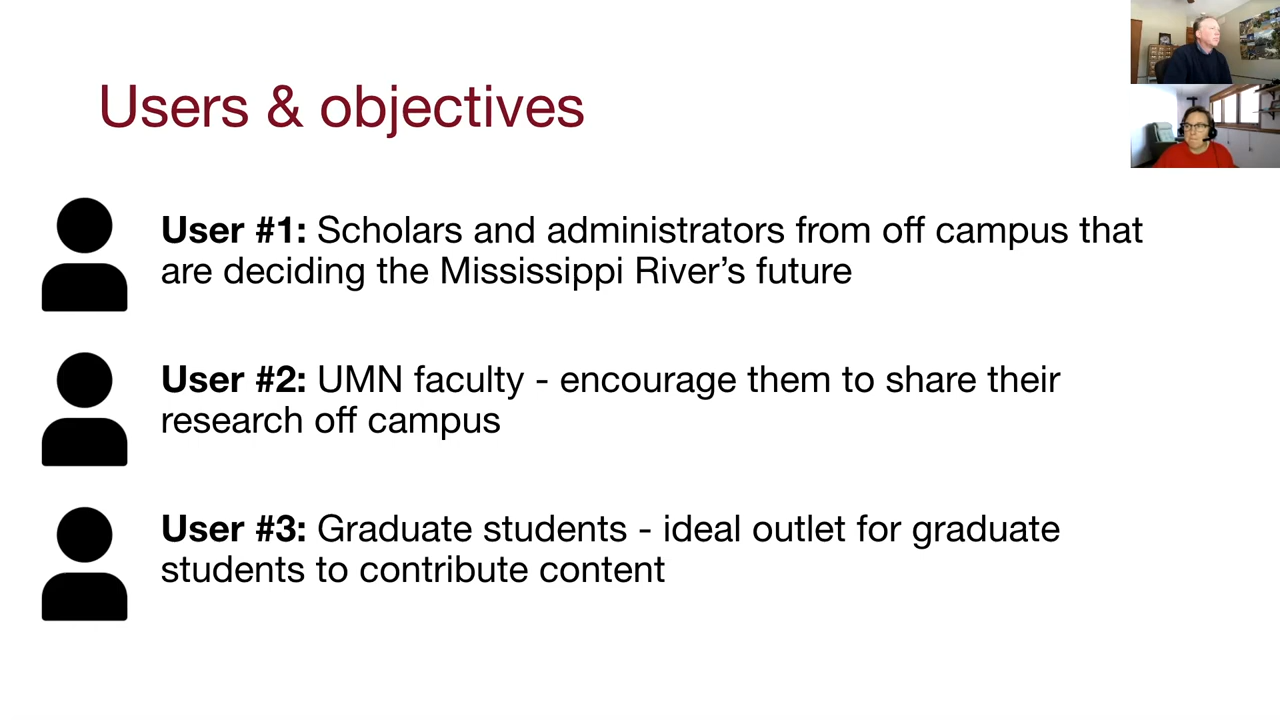 Users & objectives
User #1: Scholars and administrators from off campus that
are deciding the Mississippi River’s future
User #2: UMN faculty - encourage them to share their
research off campus
User #3: Graduate students - ideal outlet for graduate
students to contribute content